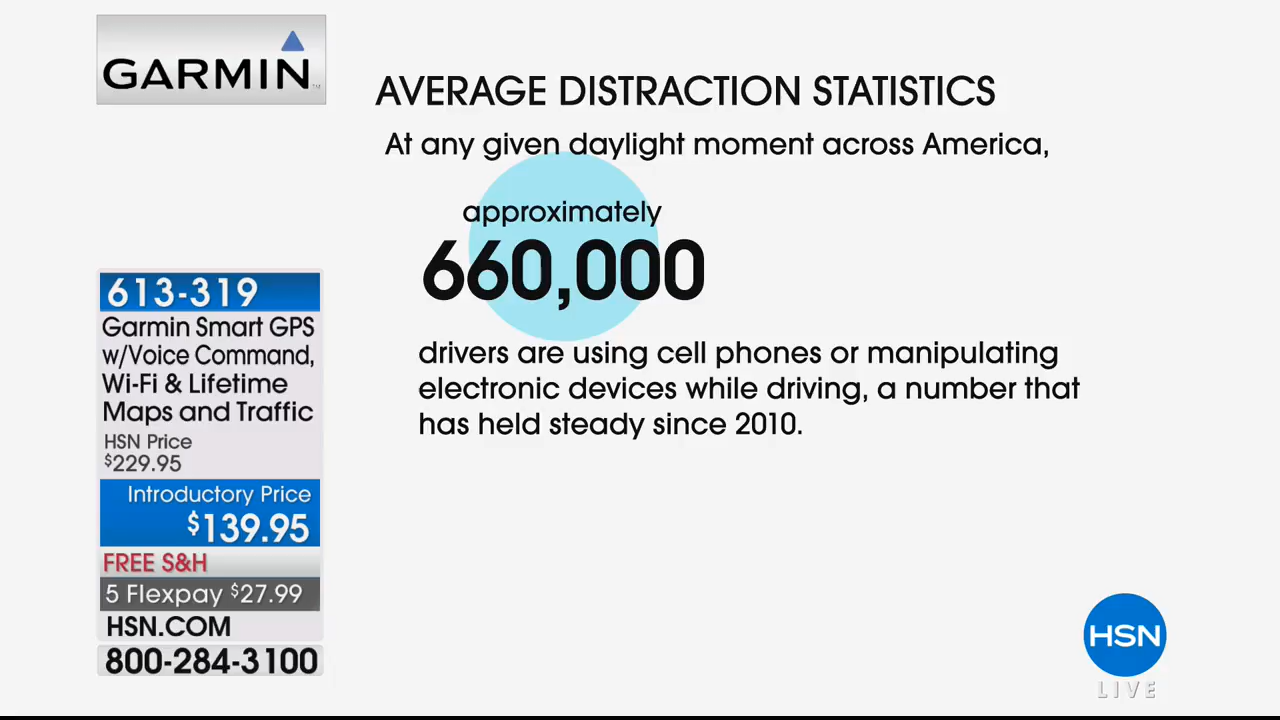 GARMIN™
AVERAGE DISTRACTION STATISTICS
At any given daylight moment across America,
approximately
660,000
drivers are using cell phones or manipulating
electronic devices while driving, a number that
has held steady since 2010.
613-319
Garmin Smart GPS
w/Voice Command,
Wi-Fi & Lifetime
Maps and Traffic
HSN Price
$229.95
Introductory Price
$139.95
FREE S&H
5 Flexpay $27.99
HSN.COM
800-284-3100
HSN
LIVE